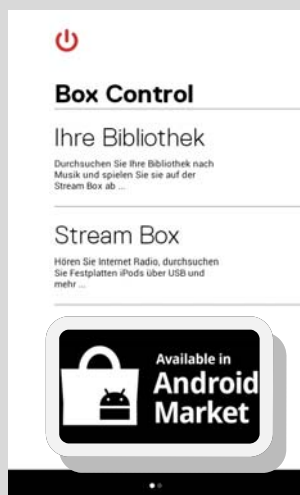 Box Control
Ihre Bibliothek
Durchsuchen Sie Ihre Bibliothek nach
Musik und spielen Sie sie auf der
Stream Box ab ...
Stream Box
Hören Sie Internet Radio, durchsuchen
Sie Festplatten iPods über USB und
mehr ...
Available in
Android
Market